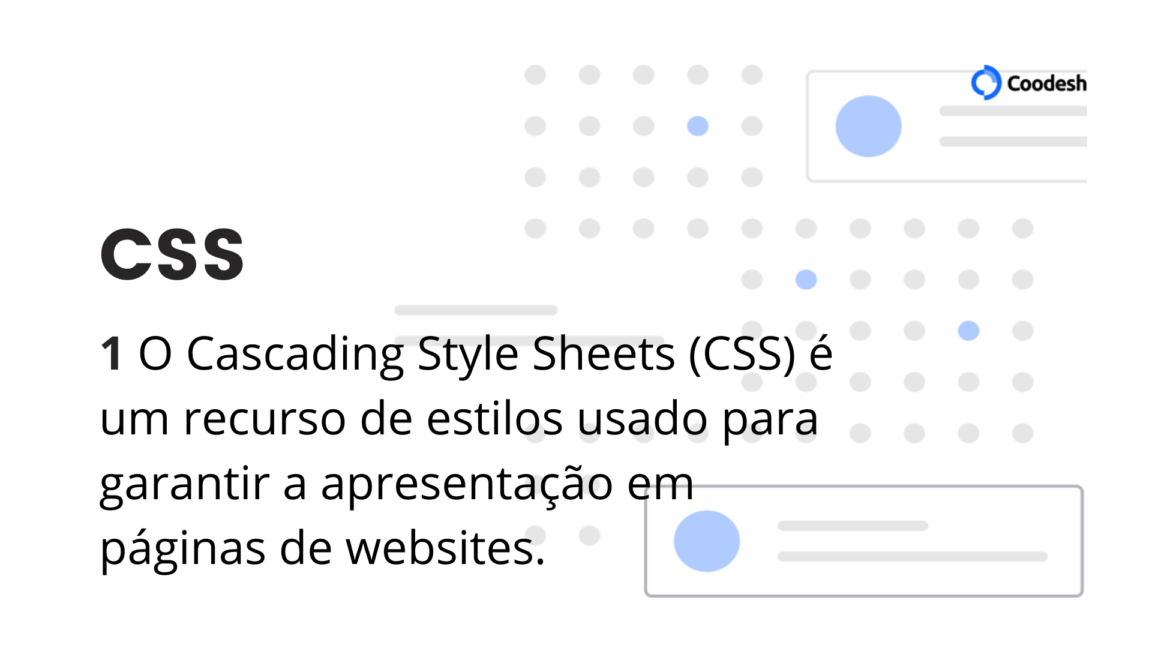 Coodesh
CSS
1 O Cascading Style Sheets (CSS) é
um recurso de estilos usado para
garantir a apresentação em
páginas de websites.